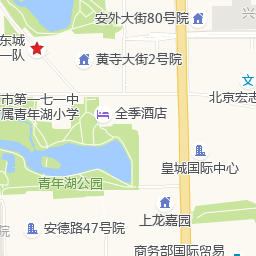 安外大街80号院
兴
东城
一队
黄寺大街2号院
文
北京宏志
市第一七一中
属青年湖小学
全季酒店
皇城国际中心
青年湖公园
上龙嘉园
安德路47号院
院
商务部国际贸易